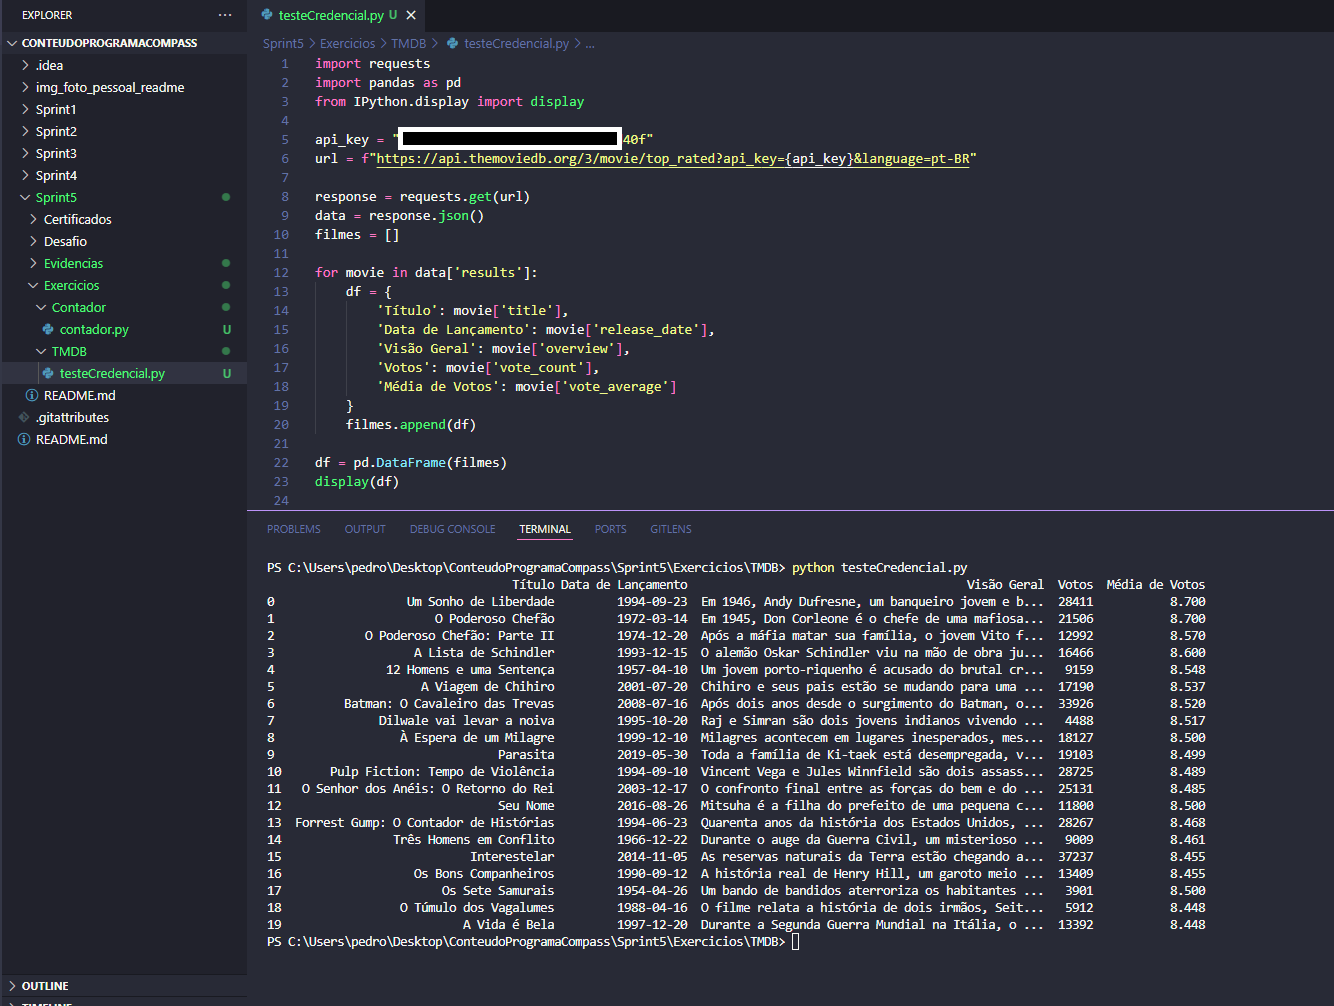 EXPLORER
···
CONTEUDOPROGRAMACOMPASS
.idea
img_foto_pessoal_readme
Sprint1
Sprint2
Sprint3
Sprint4
Sprint5
Certificados
Desafio
Evidencias
Exercicios
Contador
contador.py U
TMDB
testeCredencial.py U
README.md
.gitattributes
README.md
OUTLINE
TIMELINE
testeCredencial.py U ×
Sprint5 > Exercicios > TMDB > testeCredencial.py > ...
1 import requests
2 import pandas as pd
3 from IPython.display import display
4
5 api_key = "40f"
6 url = f"https://api.themoviedb.org/3/movie/top_rated?api_key={api_key}&language=pt-BR"
7
8 response = requests.get(url)
9 data = response.json()
10 filmes = []
11
12 for movie in data['results']:
13 df = {
14 'Título': movie['title'],
15 'Data de Lançamento': movie['release_date'],
16 'Visão Geral': movie['overview'],
17 'Votos': movie['vote_count'],
18 'Média de Votos': movie['vote_average']
19 }
20 filmes.append(df)
21
22 df = pd.DataFrame(filmes)
23 display(df)
24
PROBLEMS OUTPUT DEBUG CONSOLE TERMINAL PORTS GITLENS
PS C:\Users\pedro\Desktop\ConteudoProgramaCompass\Sprint5\Exercicios\TMDB> python testeCredencial.py
Título Data de Lançamento Visão Geral Votos Média de Votos
0 Um Sonho de Liberdade 1994-09-23 Em 1946, Andy Dufresne, um banqueiro jovem e b... 28411 8.700
1 O Poderoso Chefão 1972-03-14 Em 1945, Don Corleone é o chefe de uma mafiosa... 21506 8.700
2 O Poderoso Chefão: Parte II 1974-12-20 Após a máfia matar sua família, o jovem Vito f... 12992 8.570
3 A Lista de Schindler 1993-12-15 O alemão Oskar Schindler viu na mão de obra ju... 16466 8.600
4 12 Homens e uma Sentença 1957-04-10 Um jovem porto-riquenho é acusado do brutal cr... 9159 8.548
5 A Viagem de Chihiro 2001-07-20 Chihiro e seus pais estão se mudando para uma ... 17190 8.537
6 Batman: O Cavaleiro das Trevas 2008-07-16 Após dois anos desde o surgimento do Batman, o... 33926 8.520
7 Dilwale vai levar a noiva 1995-10-20 Raj e Simran são dois jovens indianos vivendo ... 4488 8.517
8 À Espera de um Milagre 1999-12-10 Milagres acontecem em lugares inesperados, mes... 18127 8.500
9 Parasita 2019-05-30 Toda a família de Ki-taek está desempregada, v... 19103 8.499
10 Pulp Fiction: Tempo de Violência 1994-09-10 Vincent Vega e Jules Winnfield são dois assass... 28725 8.489
11 O Senhor dos Anéis: O Retorno do Rei 2003-12-17 O confronto final entre as forças do bem e do ... 25131 8.485
12 Seu Nome 2016-08-26 Mitsuha é a filha do prefeito de uma pequena c... 11800 8.500
13 Forrest Gump: O Contador de Histórias 1994-06-23 Quarenta anos da história dos Estados Unidos, ... 28267 8.468
14 Três Homens em Conflito 1966-12-22 Durante o auge da Guerra Civil, um misterioso ... 9009 8.461
15 Interestelar 2014-11-05 As reservas naturais da Terra estão chegando a... 37237 8.455
16 Os Bons Companheiros 1990-09-12 A história real de Henry Hill, um garoto meio ... 13409 8.455
17 Os Sete Samurais 1954-04-26 Um bando de bandidos aterroriza os habitantes ... 3901 8.500
18 O Túmulo dos Vagalumes 1988-04-16 O filme relata a história de dois irmãos, Seit... 5912 8.448
19 A Vida é Bela 1997-12-20 Durante a Segunda Guerra Mundial na Itália, o ... 13392 8.448
PS C:\Users\pedro\Desktop\ConteudoProgramaCompass\Sprint5\Exercicios\TMDB>